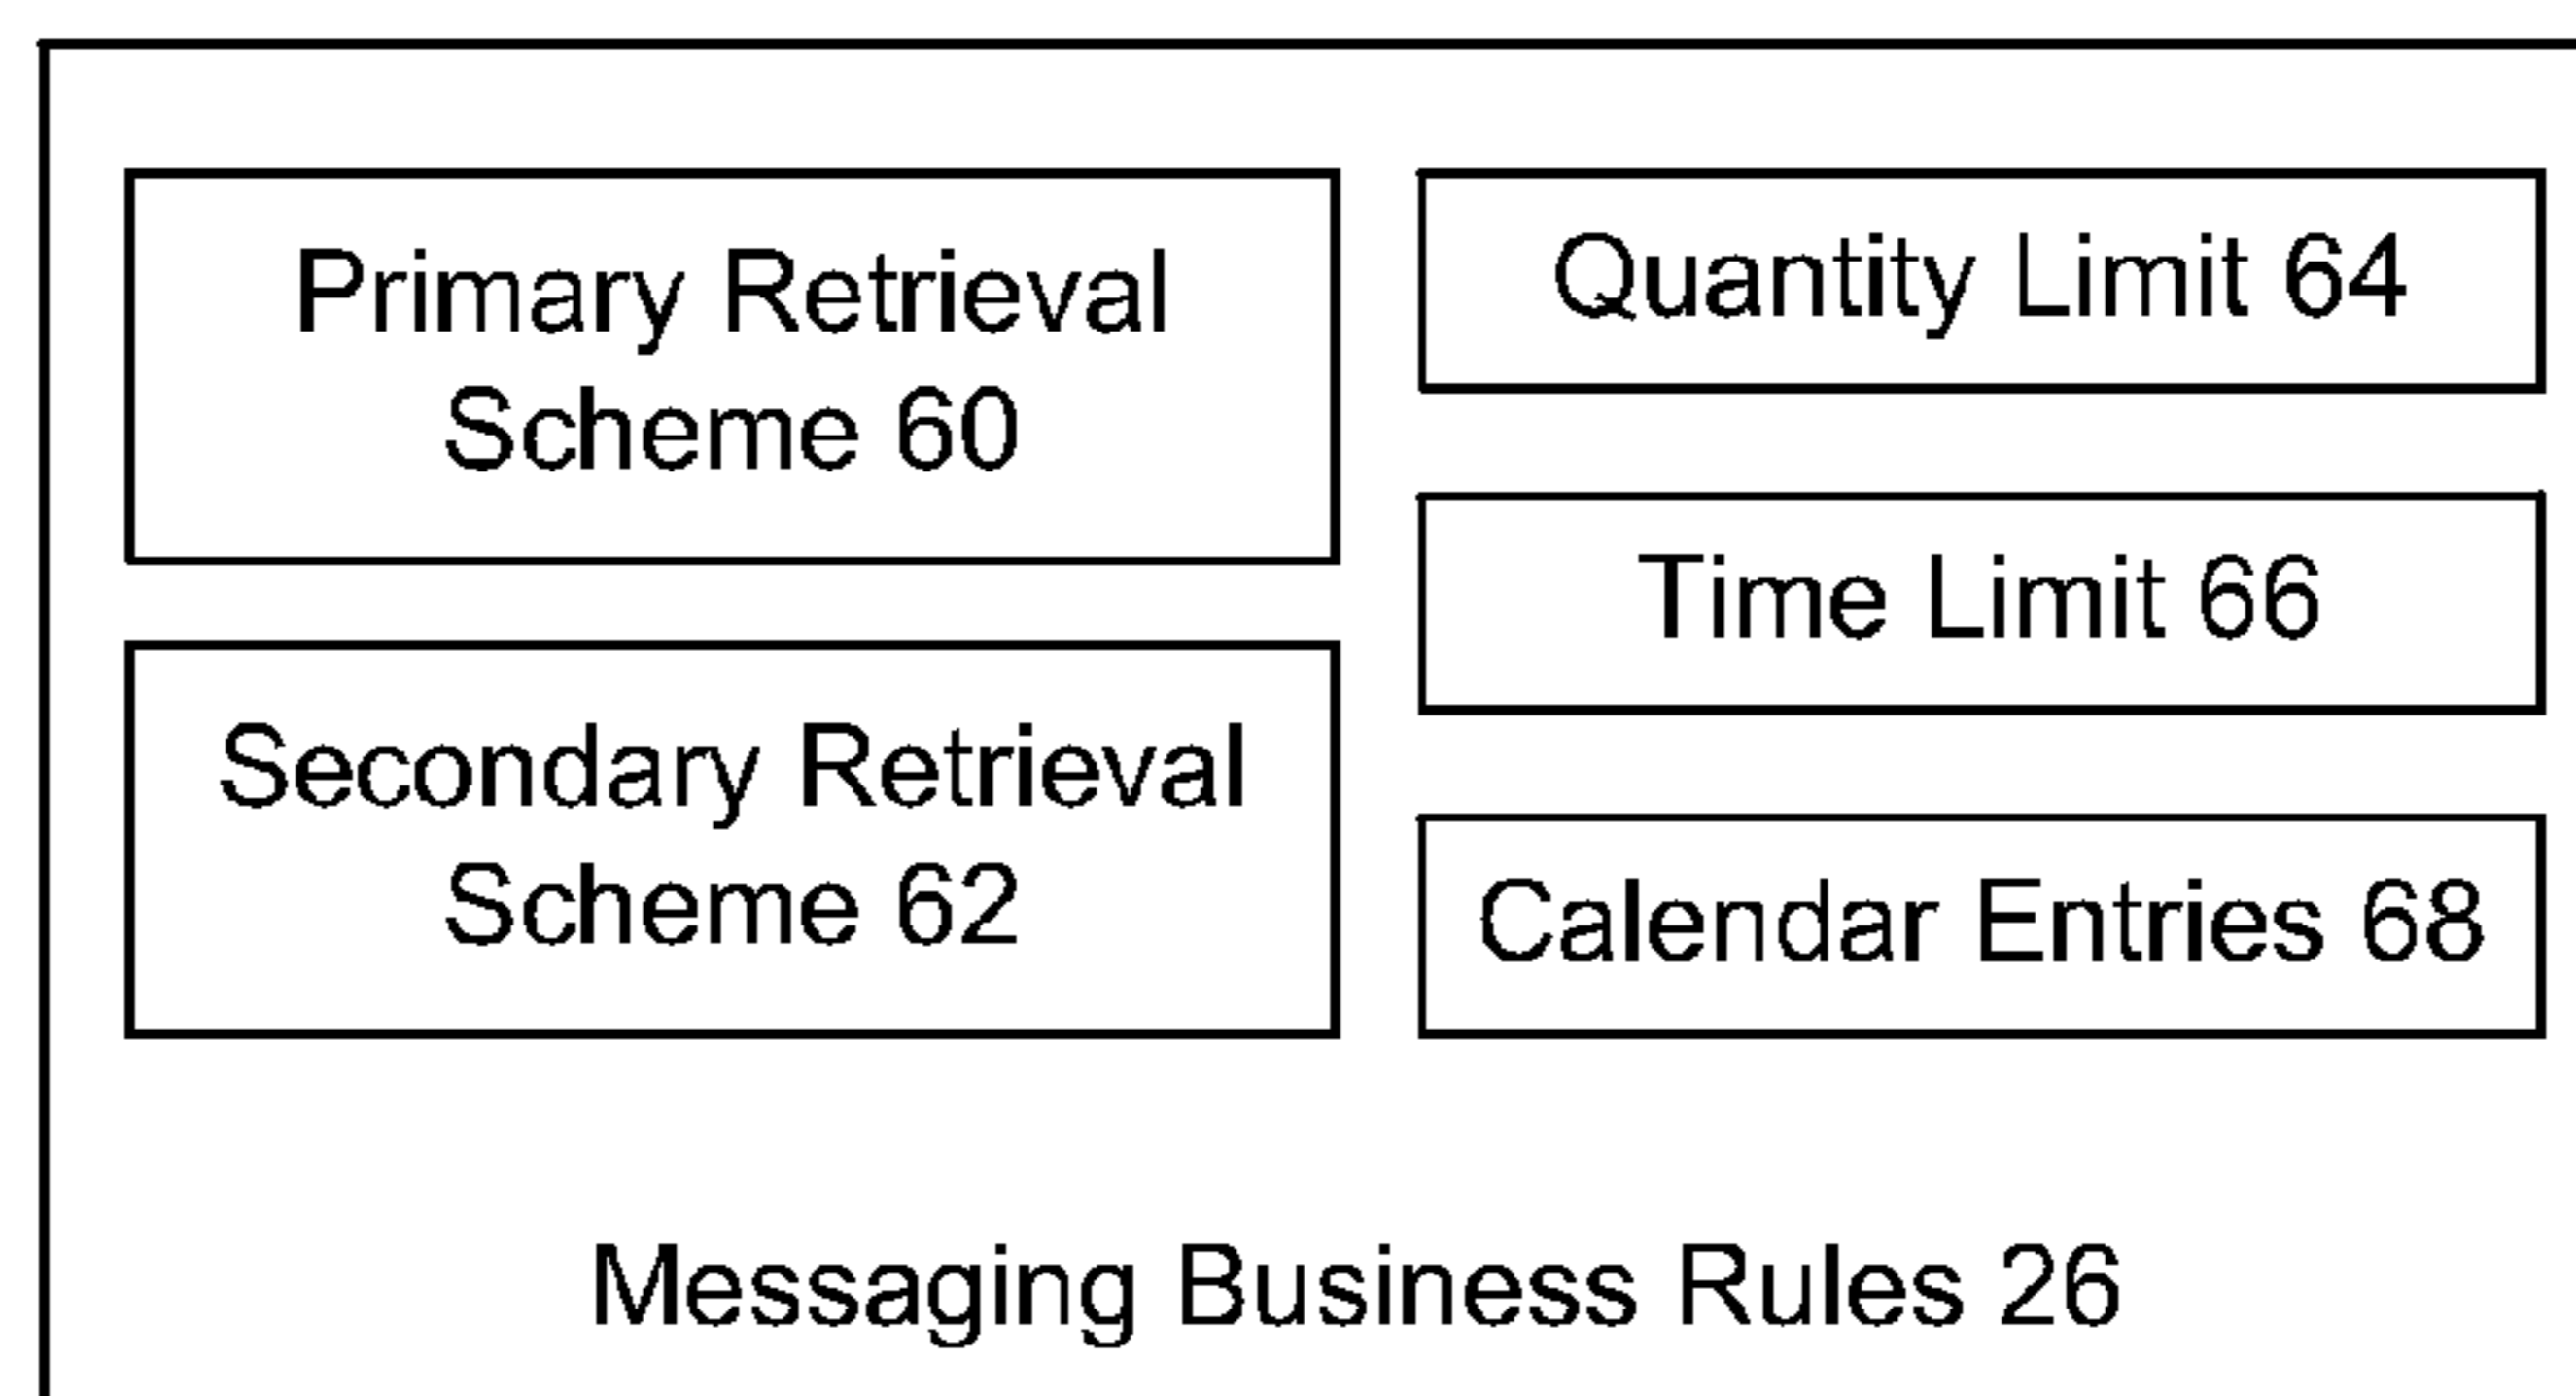 Primary Retrieval
Scheme 60
Secondary Retrieval
Scheme 62
Quantity Limit 64
Time Limit 66
Calendar Entries 68
Messaging Business Rules 26